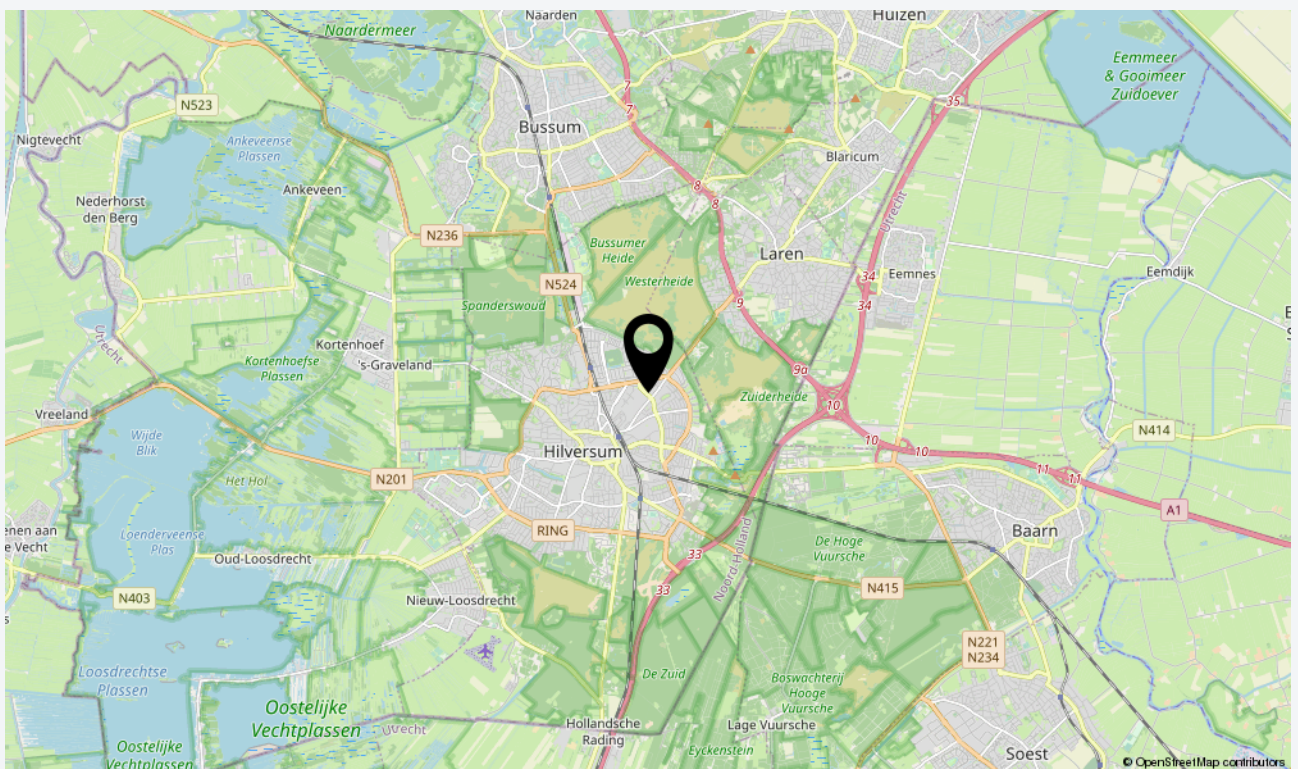 Naarden
Huizen
Naardermeer
Eemmeer
& Gooimeer
Zuidoever
7
7
35
N523
Bussum
Nigtevecht
Ankeveense
Plassen
Blaricum
8
8
Ankeveen
Nederhorst
den Berg
Utrecht
N236
Bussumer
Heide
Laren
34
Eemnes
Eemdijk
N524
Westerheide
34
Spanderswoud
9
Utrecht
Kortenhoef
's-Graveland
Kortenhoefse
Plassen
9a
Zuiderheide
10
Vreeland
Wijde
Blik
10
10
N414
Hilversum
11
11
Het Hol
N201
A1
RING
Baarn
enen aan
e Vecht
Loenderveense
Plas
Oud-Loosdrecht
33
De Hoge
Vuursche
Noord-Holland
33
N415
N403
Nieuw-Loosdrecht
N221
N234
Loosdrechtse
Plassen
De Zuid
Boswachterij
Hooge
Vuursche
Oostelijke
Vechtplassen
Utrecht
Hollandsche
Rading
Lage Vuursche
Eyckenstein
Soest
Oostelijke
Vechtplassen
© OpenStreetMap contributors